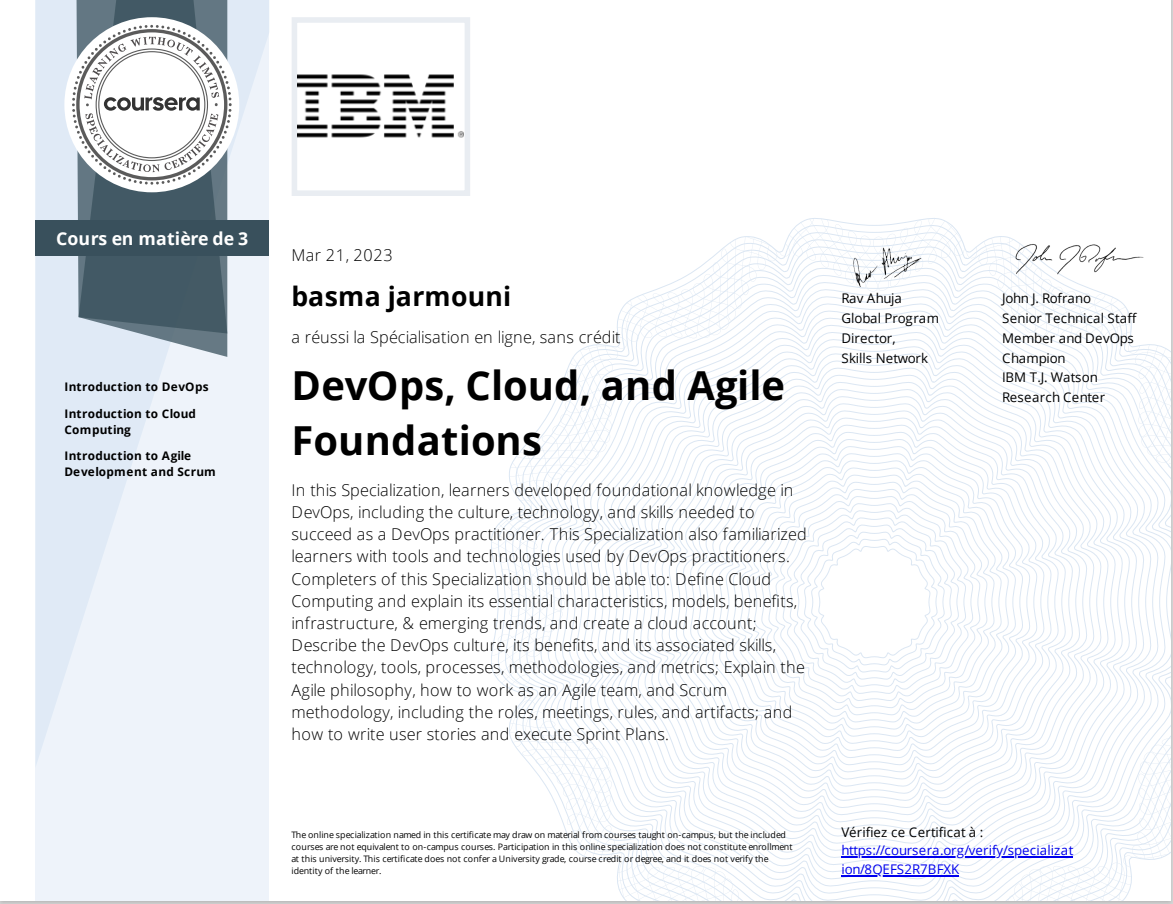 LEARNING WITHOUT LIMITS
coursera
SPECIALIZATION CERTIFICATE
IBM®
Cours en matière de 3
Introduction to DevOps
Introduction to Cloud
Computing
Introduction to Agile
Development and Scrum
Mar 21, 2023
basma jarmouni
a réussi la Spécialisation en ligne, sans crédit
DevOps, Cloud, and Agile
Foundations
In this Specialization, learners developed foundational knowledge in
DevOps, including the culture, technology, and skills needed to
succeed as a DevOps practitioner. This Specialization also familiarized
learners with tools and technologies used by DevOps practitioners.
Completers of this Specialization should be able to: Define Cloud
Computing and explain its essential characteristics, models, benefits,
infrastructure, & emerging trends, and create a cloud account;
Describe the DevOps culture, its benefits, and its associated skills,
technology, tools, processes, methodologies, and metrics; Explain the
Agile philosophy, how to work as an Agile team, and Scrum
methodology, including the roles, meetings, rules, and artifacts; and
how to write user stories and execute Sprint Plans.
The online specialization named in this certificate may draw on material from courses taught on-campus, but the included
courses are not equivalent to on-campus courses. Participation in this online specialization does not constitute enrollment
at this university. This certificate does not confer a University grade, course credit or degree, and it does not verify the
identity of the learner.
Rav Ahuja
Rav Ahuja
Global Program
Director,
Skills Network
John J Rofrano
John J. Rofrano
Senior Technical Staff
Member and DevOps
Champion
IBM T.J. Watson
Research Center
Vérifiez ce Certificat à :
https://coursera.org/verify/specializat
ion/8QEFS2R7BFXK